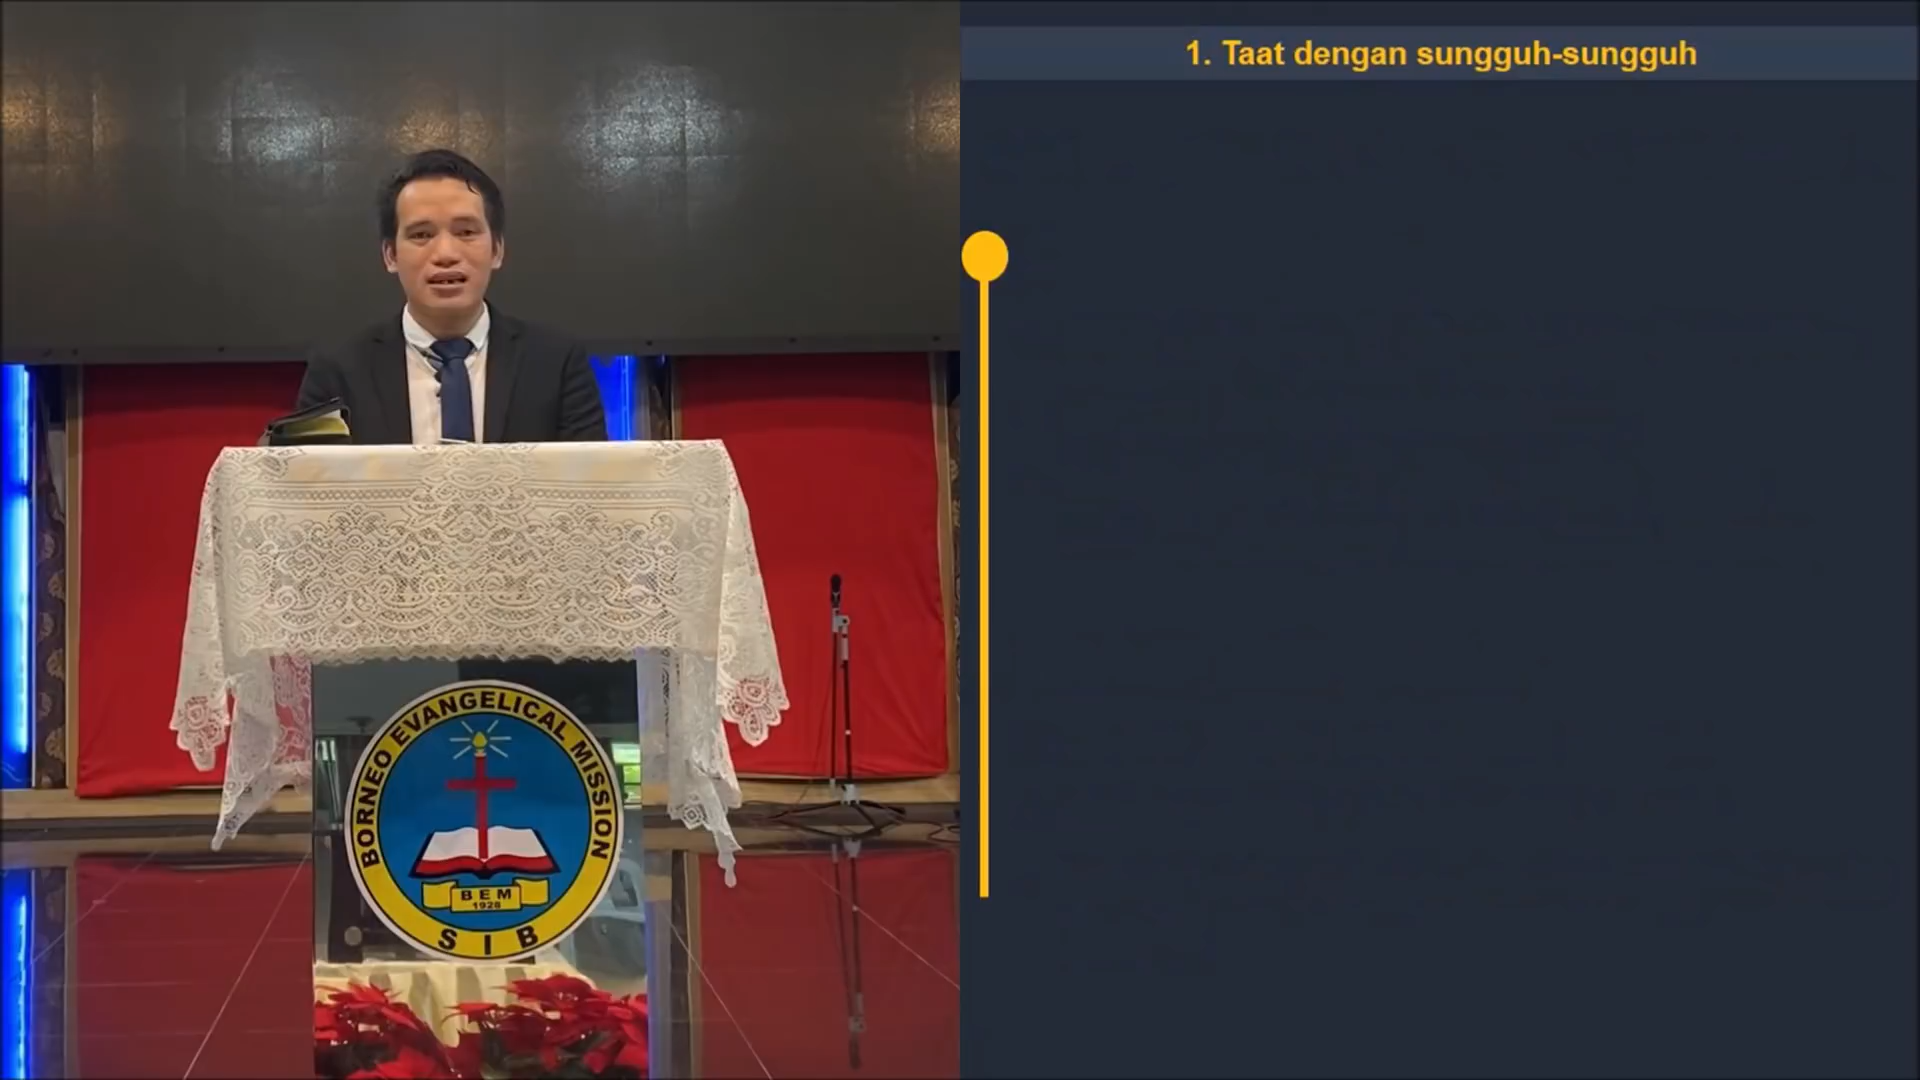 1. Taat dengan sungguh-sungguh
BORNEO EVANGELICAL MISSION
BEM
1928
SIB